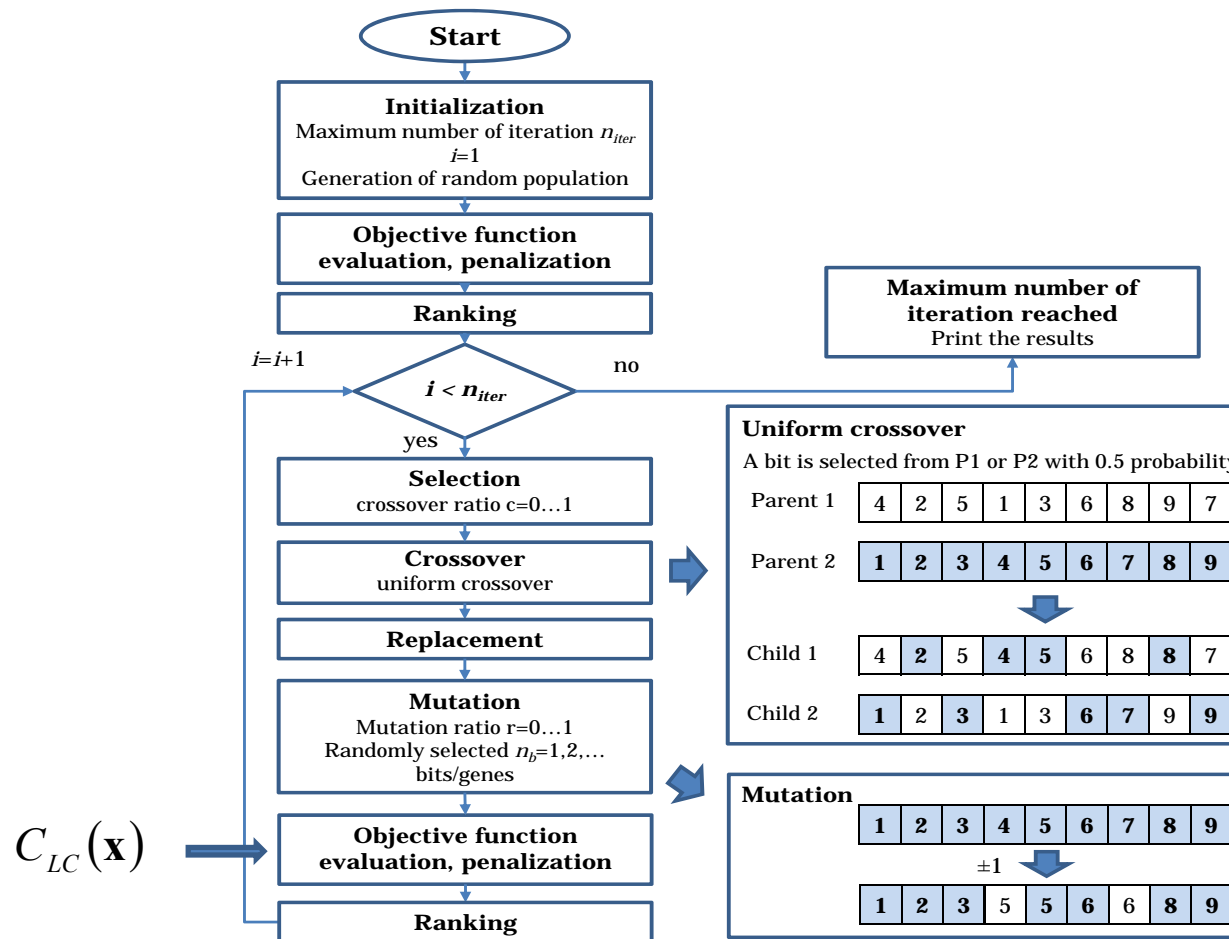 Start
Initialization
Maximum number of iteration n_iter
i=1
Generation of random population
Objective function
evaluation, penalization
Ranking
i=i+1
i < n_iter
no
yes
Maximum number of
iteration reached
Print the results
Selection
crossover ratio c=0…1
Crossover
uniform crossover
Replacement
Mutation
Mutation ratio r=0…1
Randomly selected n_b=1,2,…
bits/genes
C_LC(x)
Objective function
evaluation, penalization
Ranking
Uniform crossover
A bit is selected from P1 or P2 with 0.5 probability
Parent 1 4 2 5 1 3 6 8 9 7
Parent 2 1 2 3 4 5 6 7 8 9
Child 1 4 2 5 4 5 6 8 8 7
Child 2 1 2 3 1 3 6 7 9 9
Mutation
1 2 3 4 5 6 7 8 9
±1
1 2 3 5 5 6 6 8 9